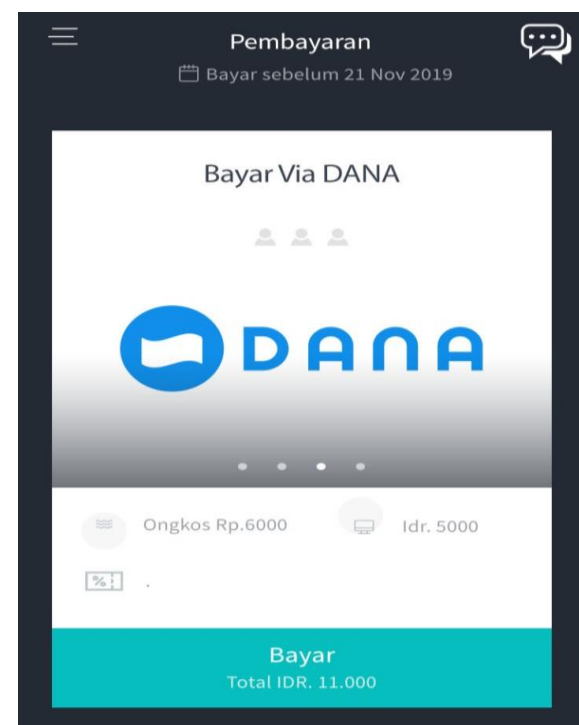 Pembayaran
Bayar sebelum 21 Nov 2019
Bayar Via DANA
DANA
Ongkos Rp.6000
Idr. 5000
% .
Bayar
Total IDR. 11.000